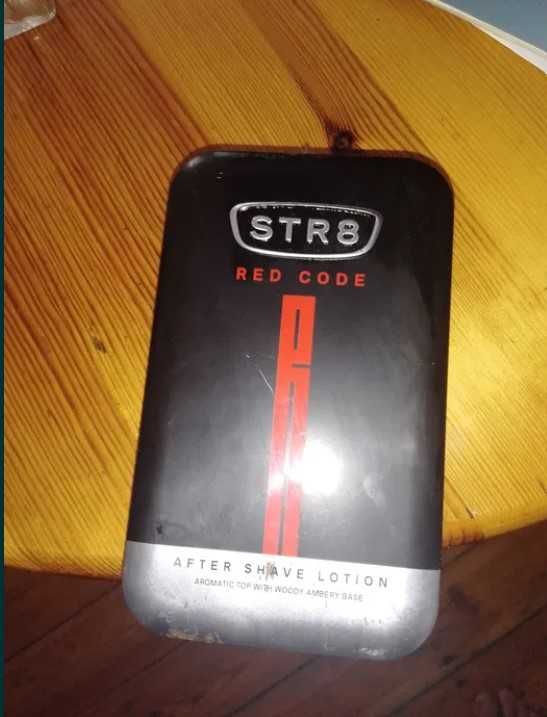 STR8
RED CODE
AFTER SHAVE LOTION
AROMATIC TOP WITH WOODY AMBERY BASE